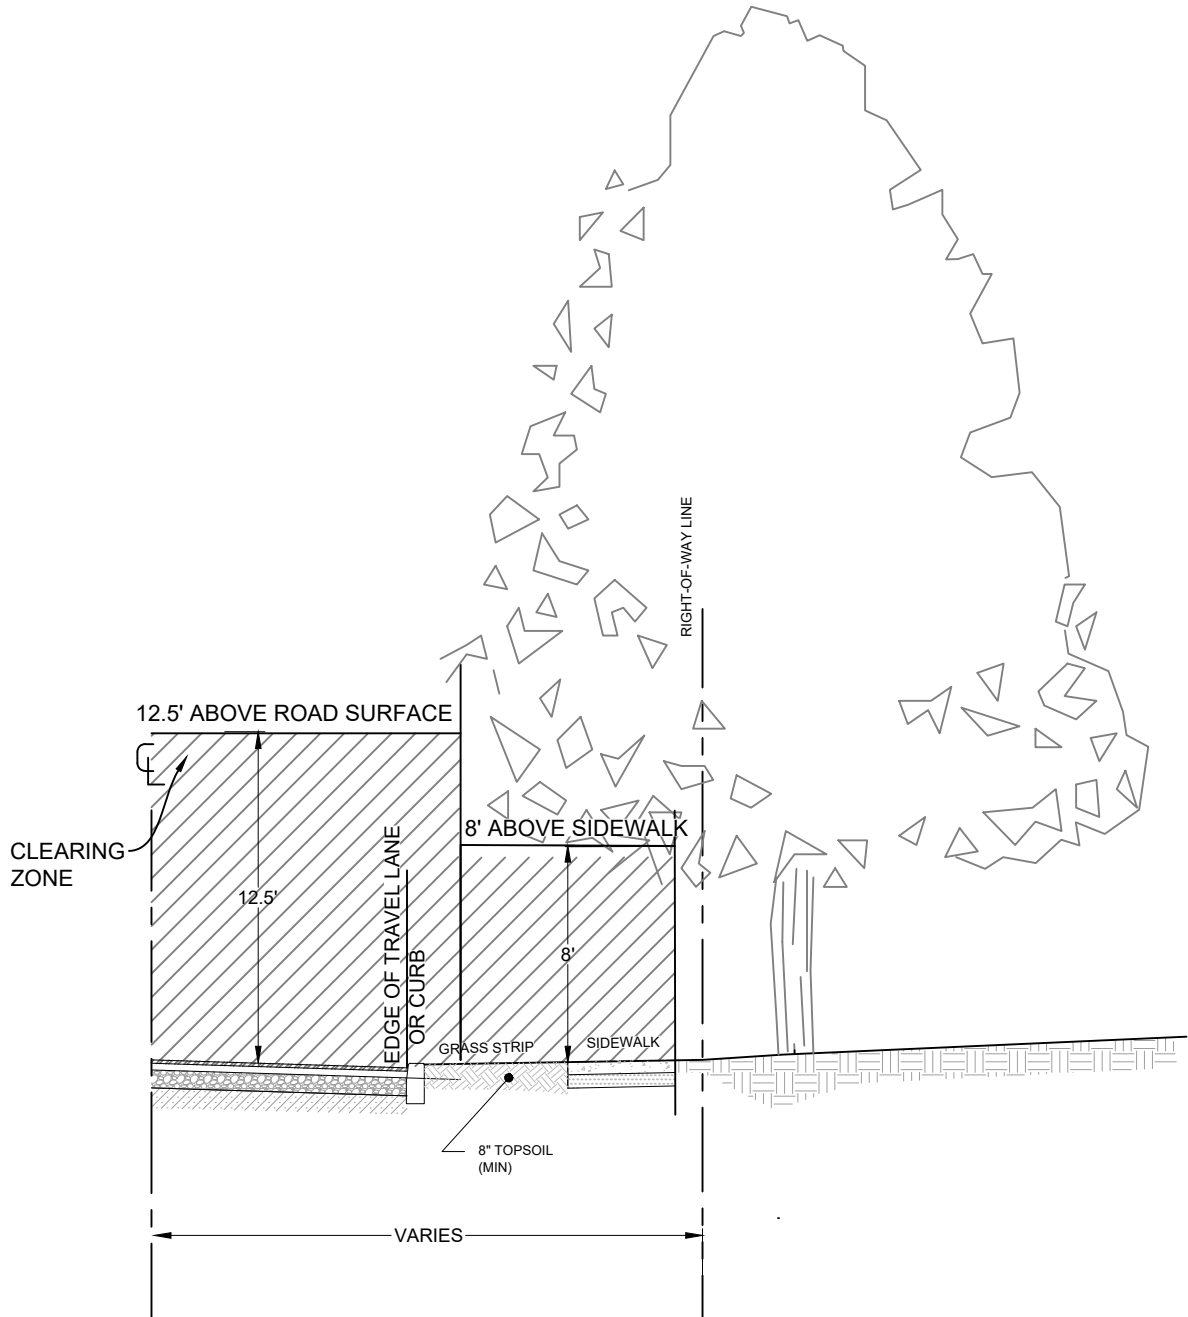 RIGHT-OF-WAY LINE
12.5' ABOVE ROAD SURFACE
8' ABOVE SIDEWALK
CLEARING
ZONE
12.5'
EDGE OF TRAVEL LANE
OR CURB
8'
GRASS STRIP
SIDEWALK
8" TOPSOIL
(MIN)
VARIES
CL